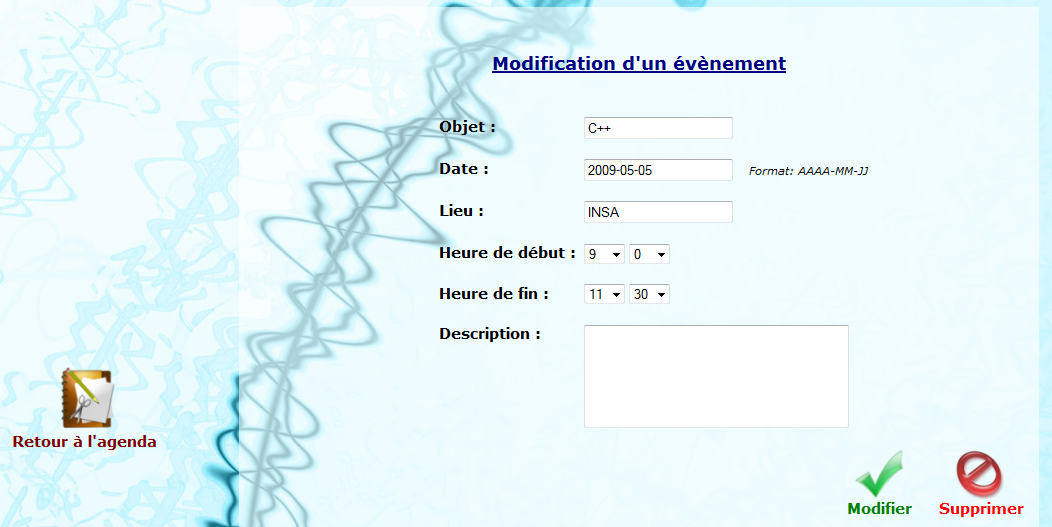 Modification d'un évènement
Objet : C++
Date : 2009-05-05 Format: AAAA-MM-JJ
Lieu : INSA
Heure de début : 9 0
Heure de fin : 11 30
Description :
Retour à l'agenda
Modifier Supprimer